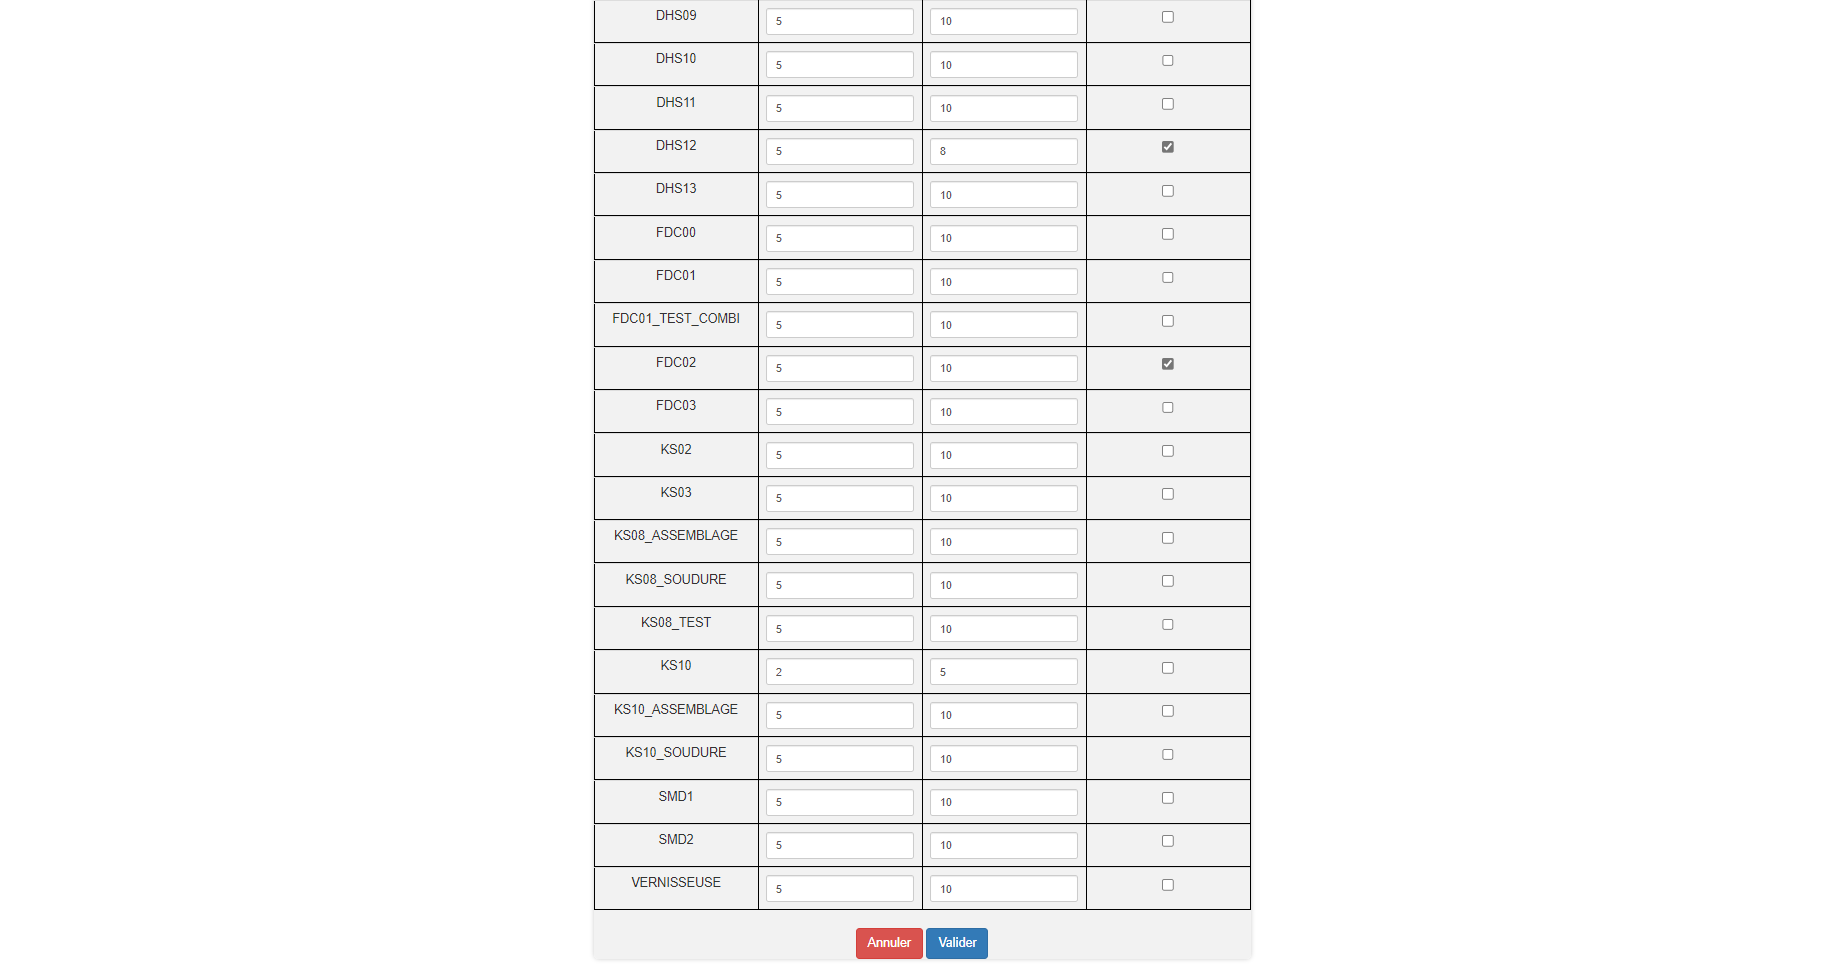 DHS09 5 10
DHS10 5 10
DHS11 5 10
DHS12 5 8
DHS13 5 10
FDC00 5 10
FDC01 5 10
FDC01_TEST_COMBI 5 10
FDC02 5 10
FDC03 5 10
KS02 5 10
KS03 5 10
KS08_ASSEMBLAGE 5 10
KS08_SOUDURE 5 10
KS08_TEST 5 10
KS10 2 5
KS10_ASSEMBLAGE 5 10
KS10_SOUDURE 5 10
SMD1 5 10
SMD2 5 10
VERNISSEUSE 5 10
Annuler Valider